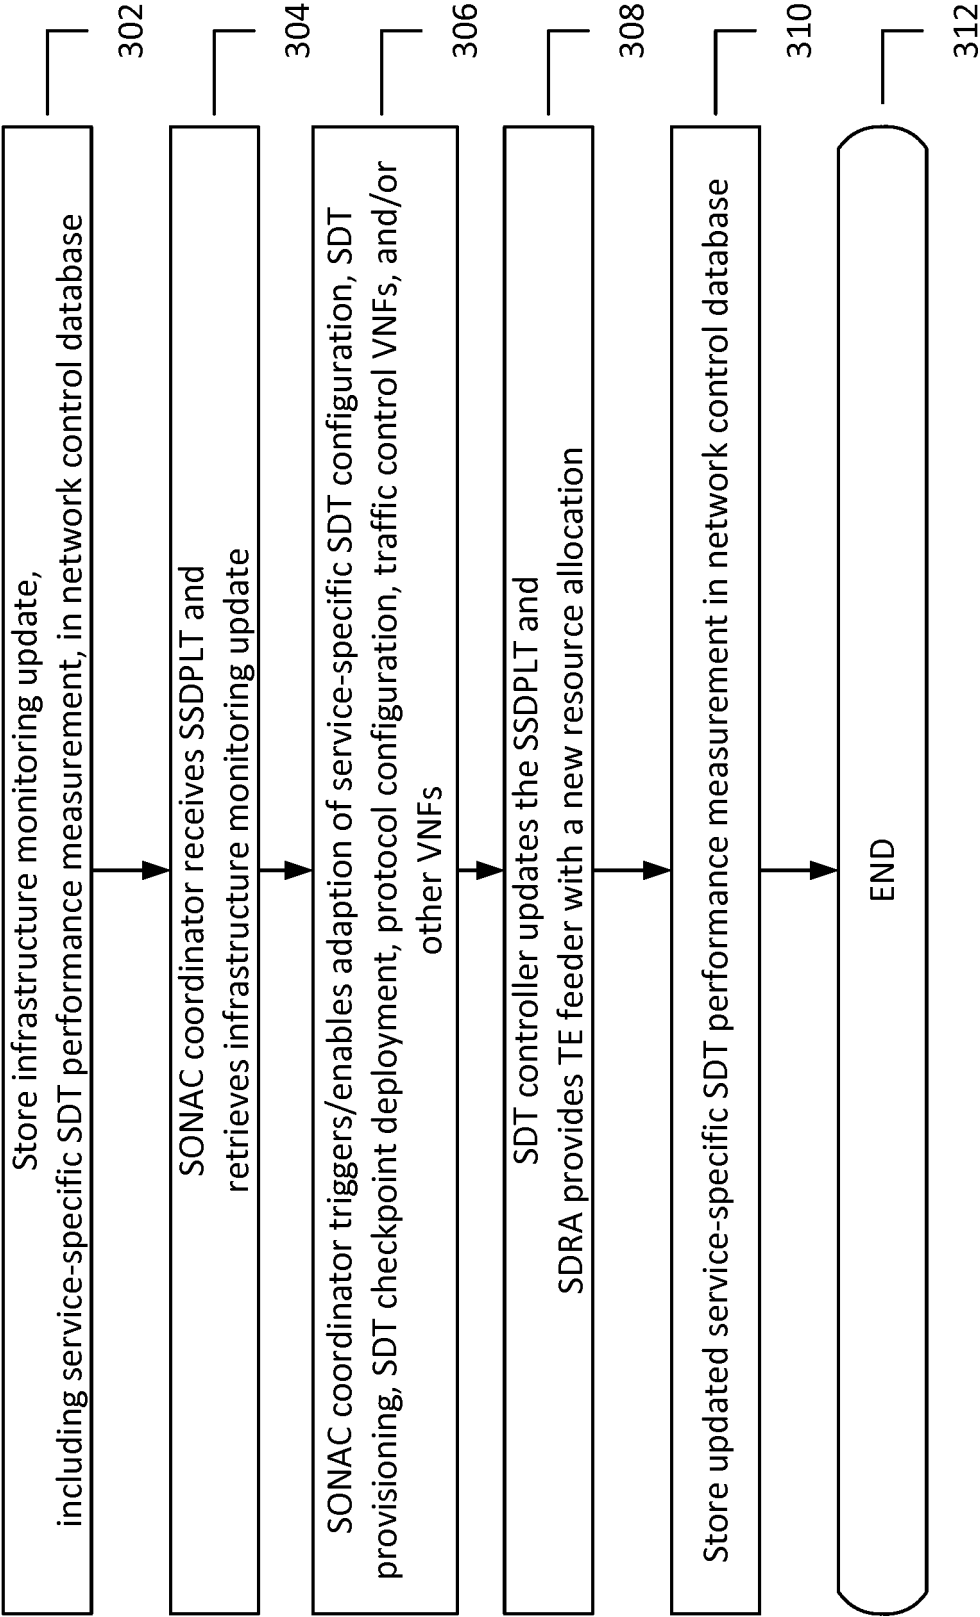 Store infrastructure monitoring update,
including service-specific SDT performance measurement, in network control database
302
SONAC coordinator receives SSDPLT and
retrieves infrastructure monitoring update
304
SONAC coordinator triggers/enables adaption of service-specific SDT configuration, SDT
provisioning, SDT checkpoint deployment, protocol configuration, traffic control VNFs, and/or
other VNFs
306
SDT controller updates the SSDPLT and
SDRA provides TE feeder with a new resource allocation
308
Store updated service-specific SDT performance measurement in network control database
310
END
312